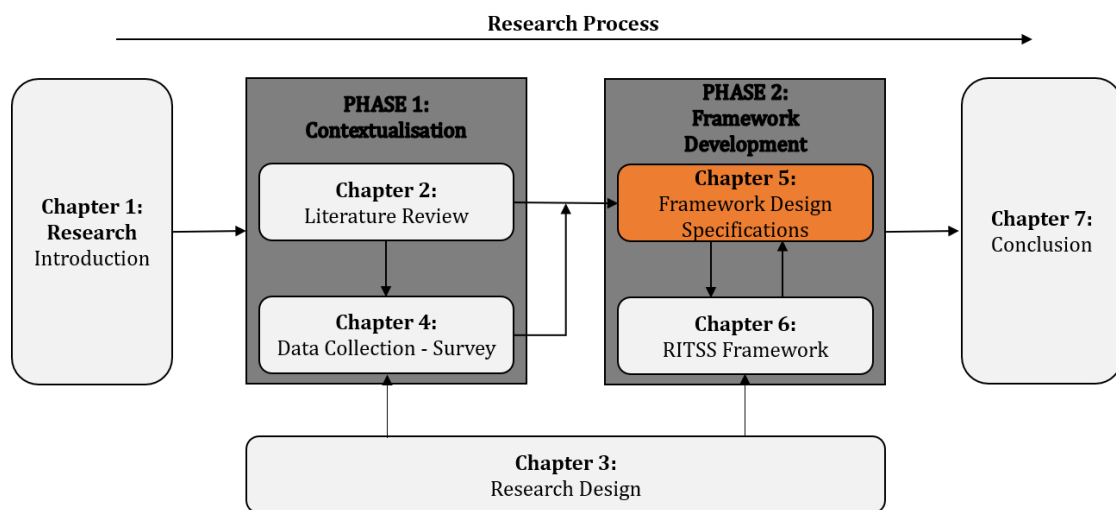 Research Process
Chapter 1:
Research
Introduction
PHASE 1:
Contextualisation
Chapter 2:
Literature Review
Chapter 4:
Data Collection - Survey
PHASE 2:
Framework
Development
Chapter 5:
Framework Design
Specifications
Chapter 6:
RITSS Framework
Chapter 7:
Conclusion
Chapter 3:
Research Design